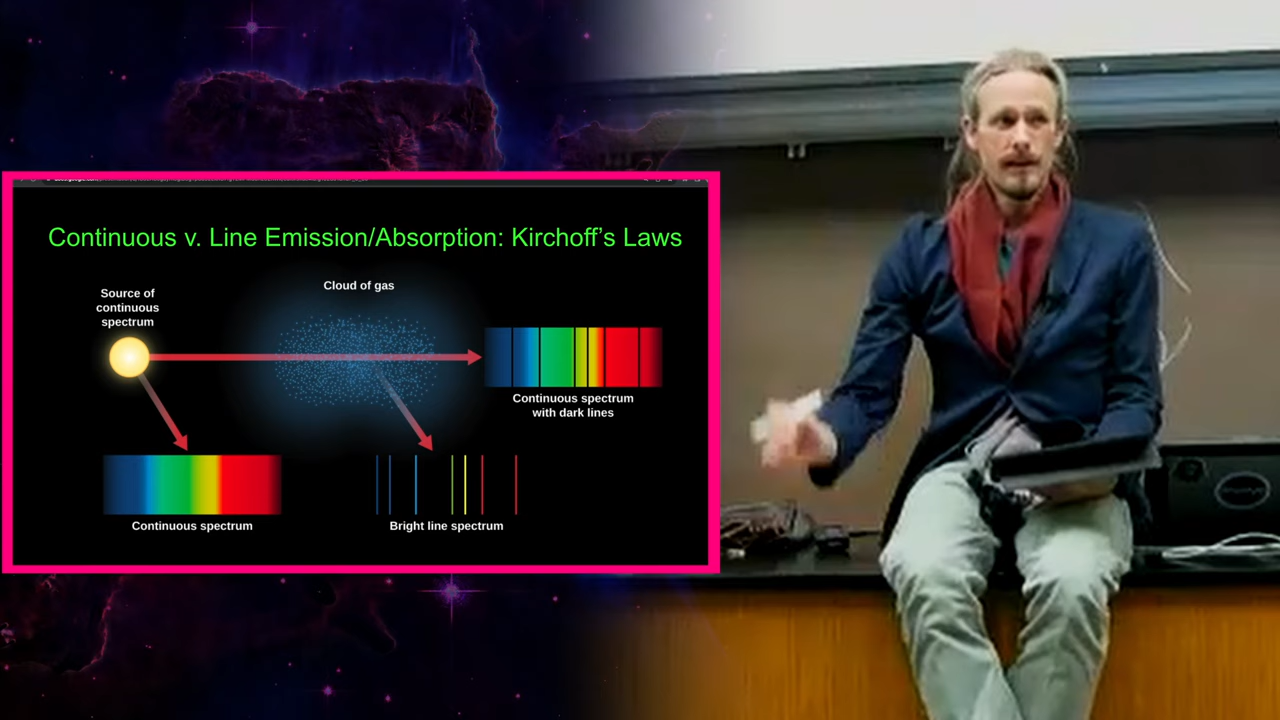 Continuous v. Line Emission/Absorption: Kirchoff's Laws
Source of
continuous
spectrum
Cloud of gas
Continuous spectrum
with dark lines
Continuous spectrum
Bright line spectrum